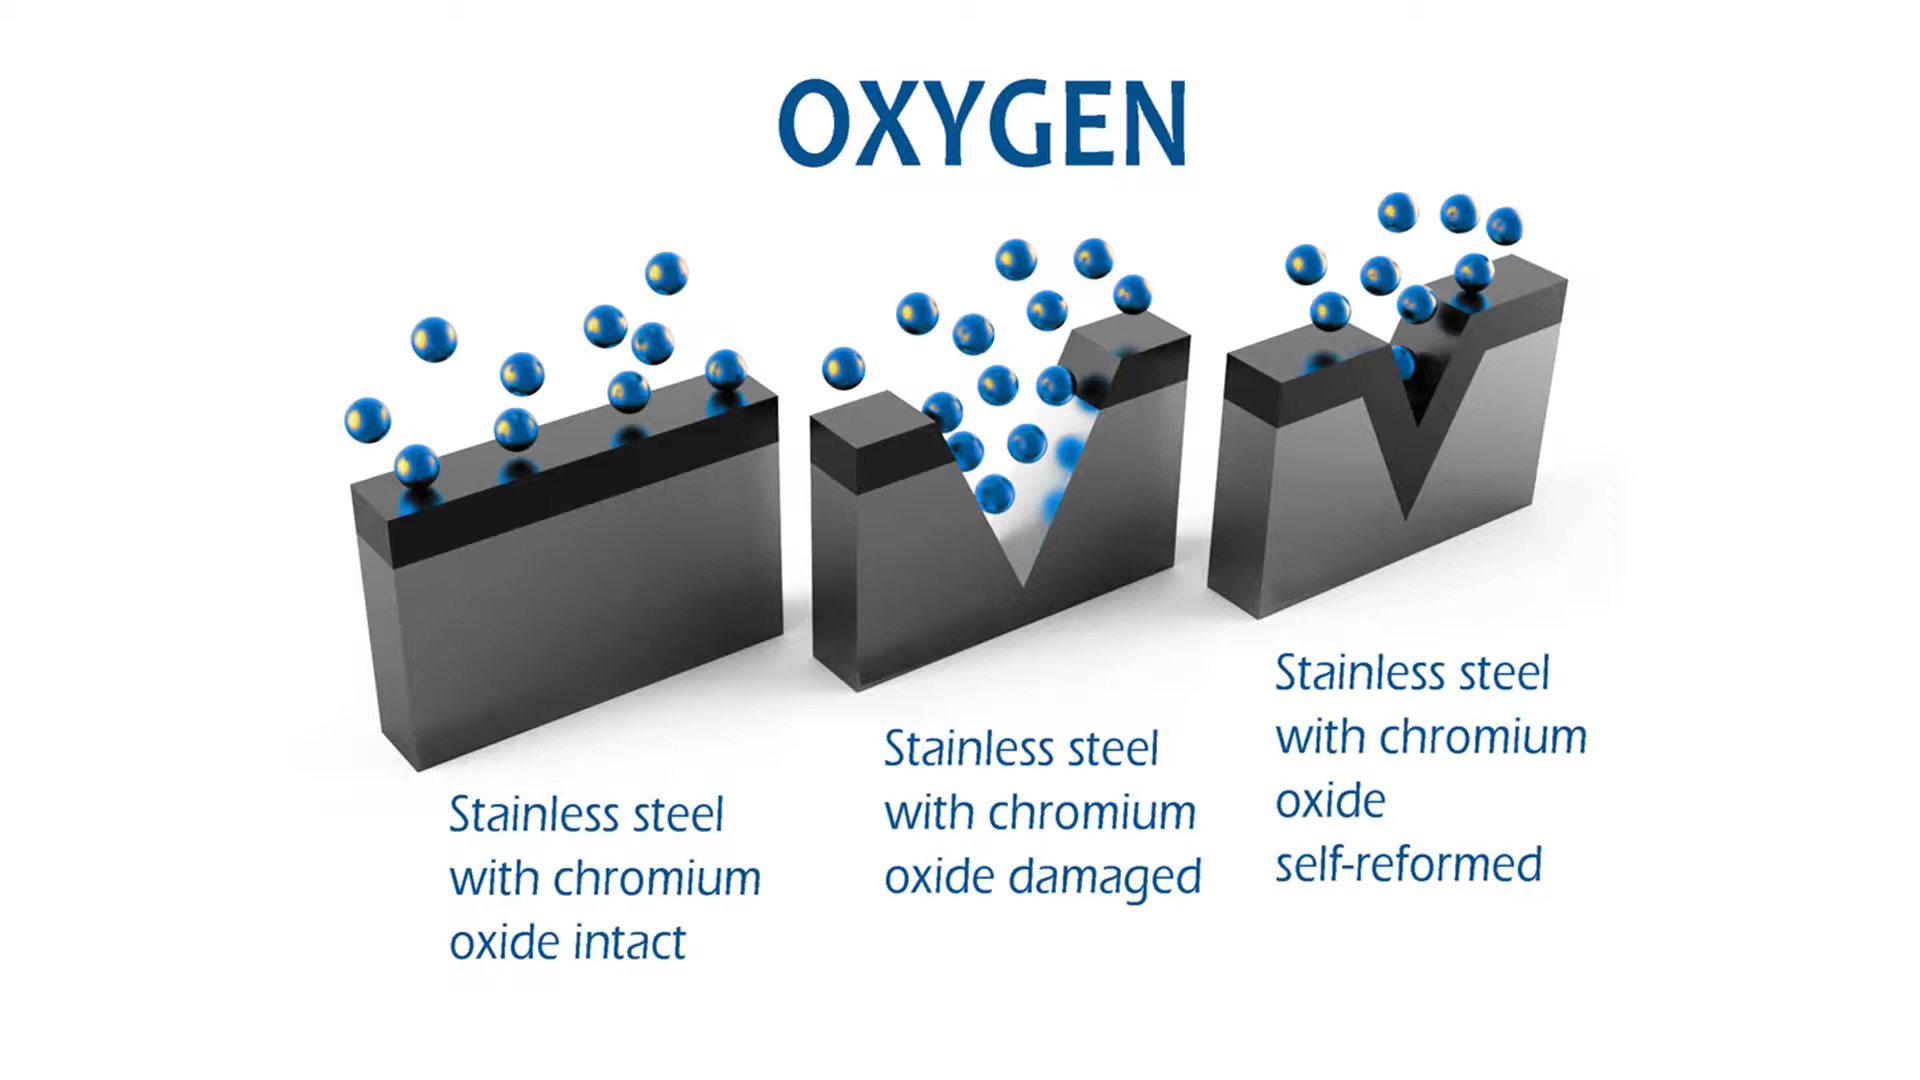 OXYGEN
Stainless steel
with chromium
oxide intact
Stainless steel
with chromium
oxide damaged
Stainless steel
with chromium
oxide
self-reformed